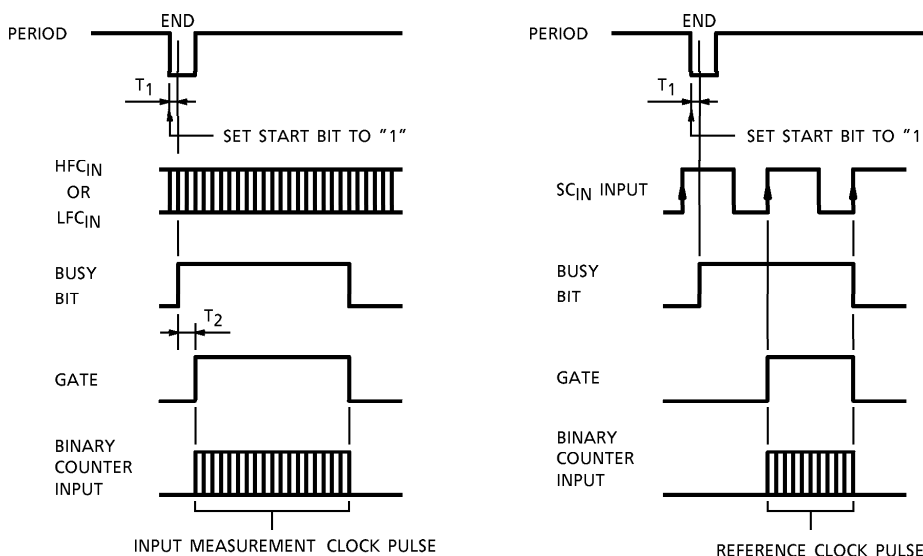 END
PERIOD
T1
SET START BIT TO "1"
HFCIN
OR
LFCIN
BUSY
BIT
T2
GATE
BINARY
COUNTER
INPUT
INPUT MEASUREMENT CLOCK PULSE
END
PERIOD
T1
SET START BIT TO "1
SCIN INPUT
BUSY
BIT
GATE
BINARY
COUNTER
INPUT
REFERENCE CLOCK PULSE